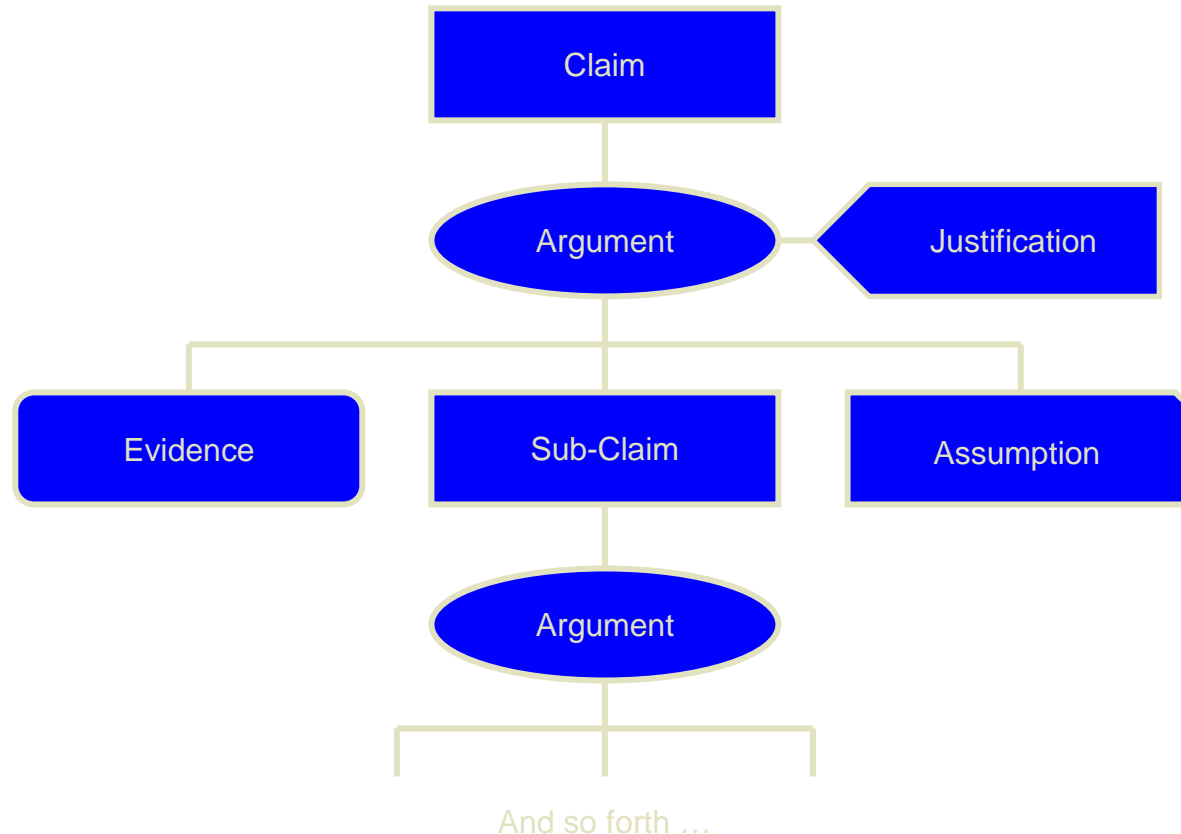 Claim
Argument
Justification
Evidence
Sub-Claim
Assumption
Argument
And so forth …